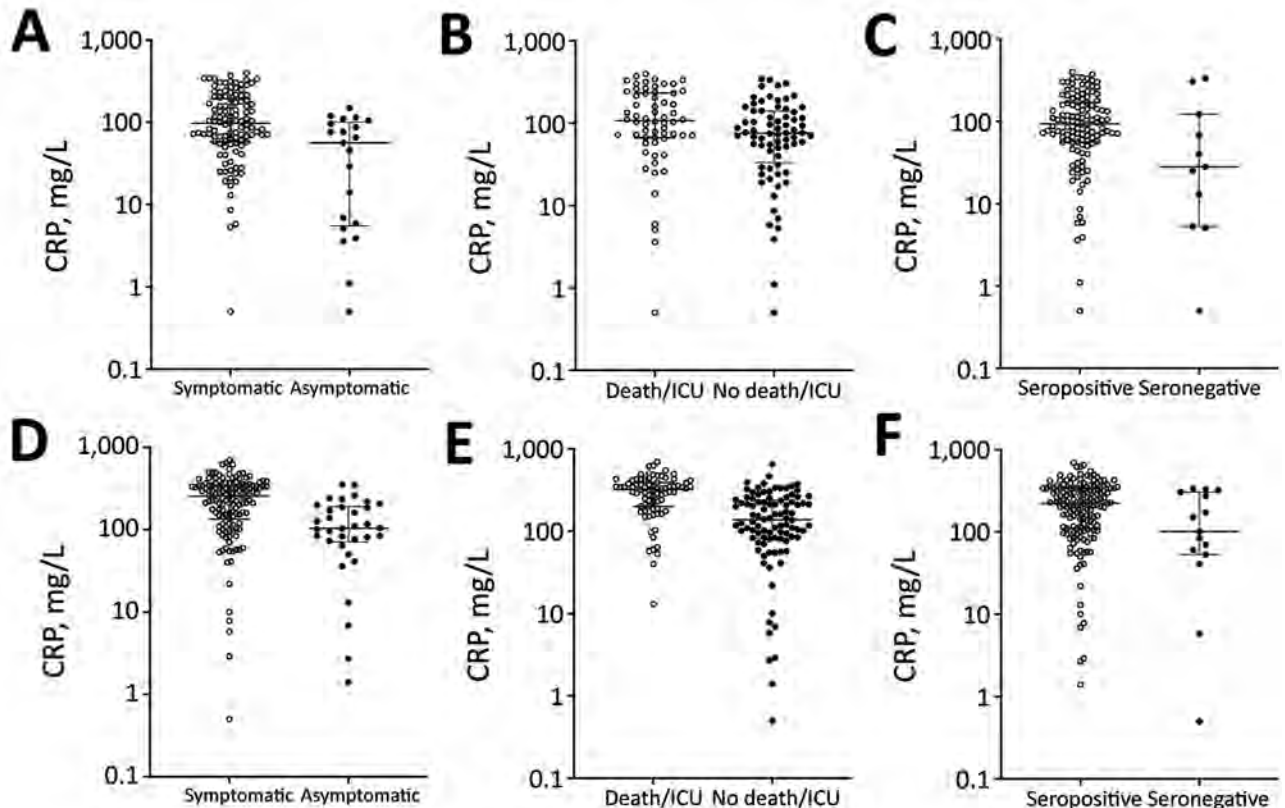 A
CRP, mg/L
1,000
100
10
1
0.1
Symptomatic Asymptomatic
B
CRP, mg/L
1,000
100
10
1
0.1
Death/ICU No death/ICU
C
CRP, mg/L
1,000
100
10
1
0.1
Seropositive Seronegative
D
CRP, mg/L
1,000
100
10
1
0.1
Symptomatic Asymptomatic
E
CRP, mg/L
1,000
100
10
1
0.1
Death/ICU No death/ICU
F
CRP, mg/L
1,000
100
10
1
0.1
Seropositive Seronegative